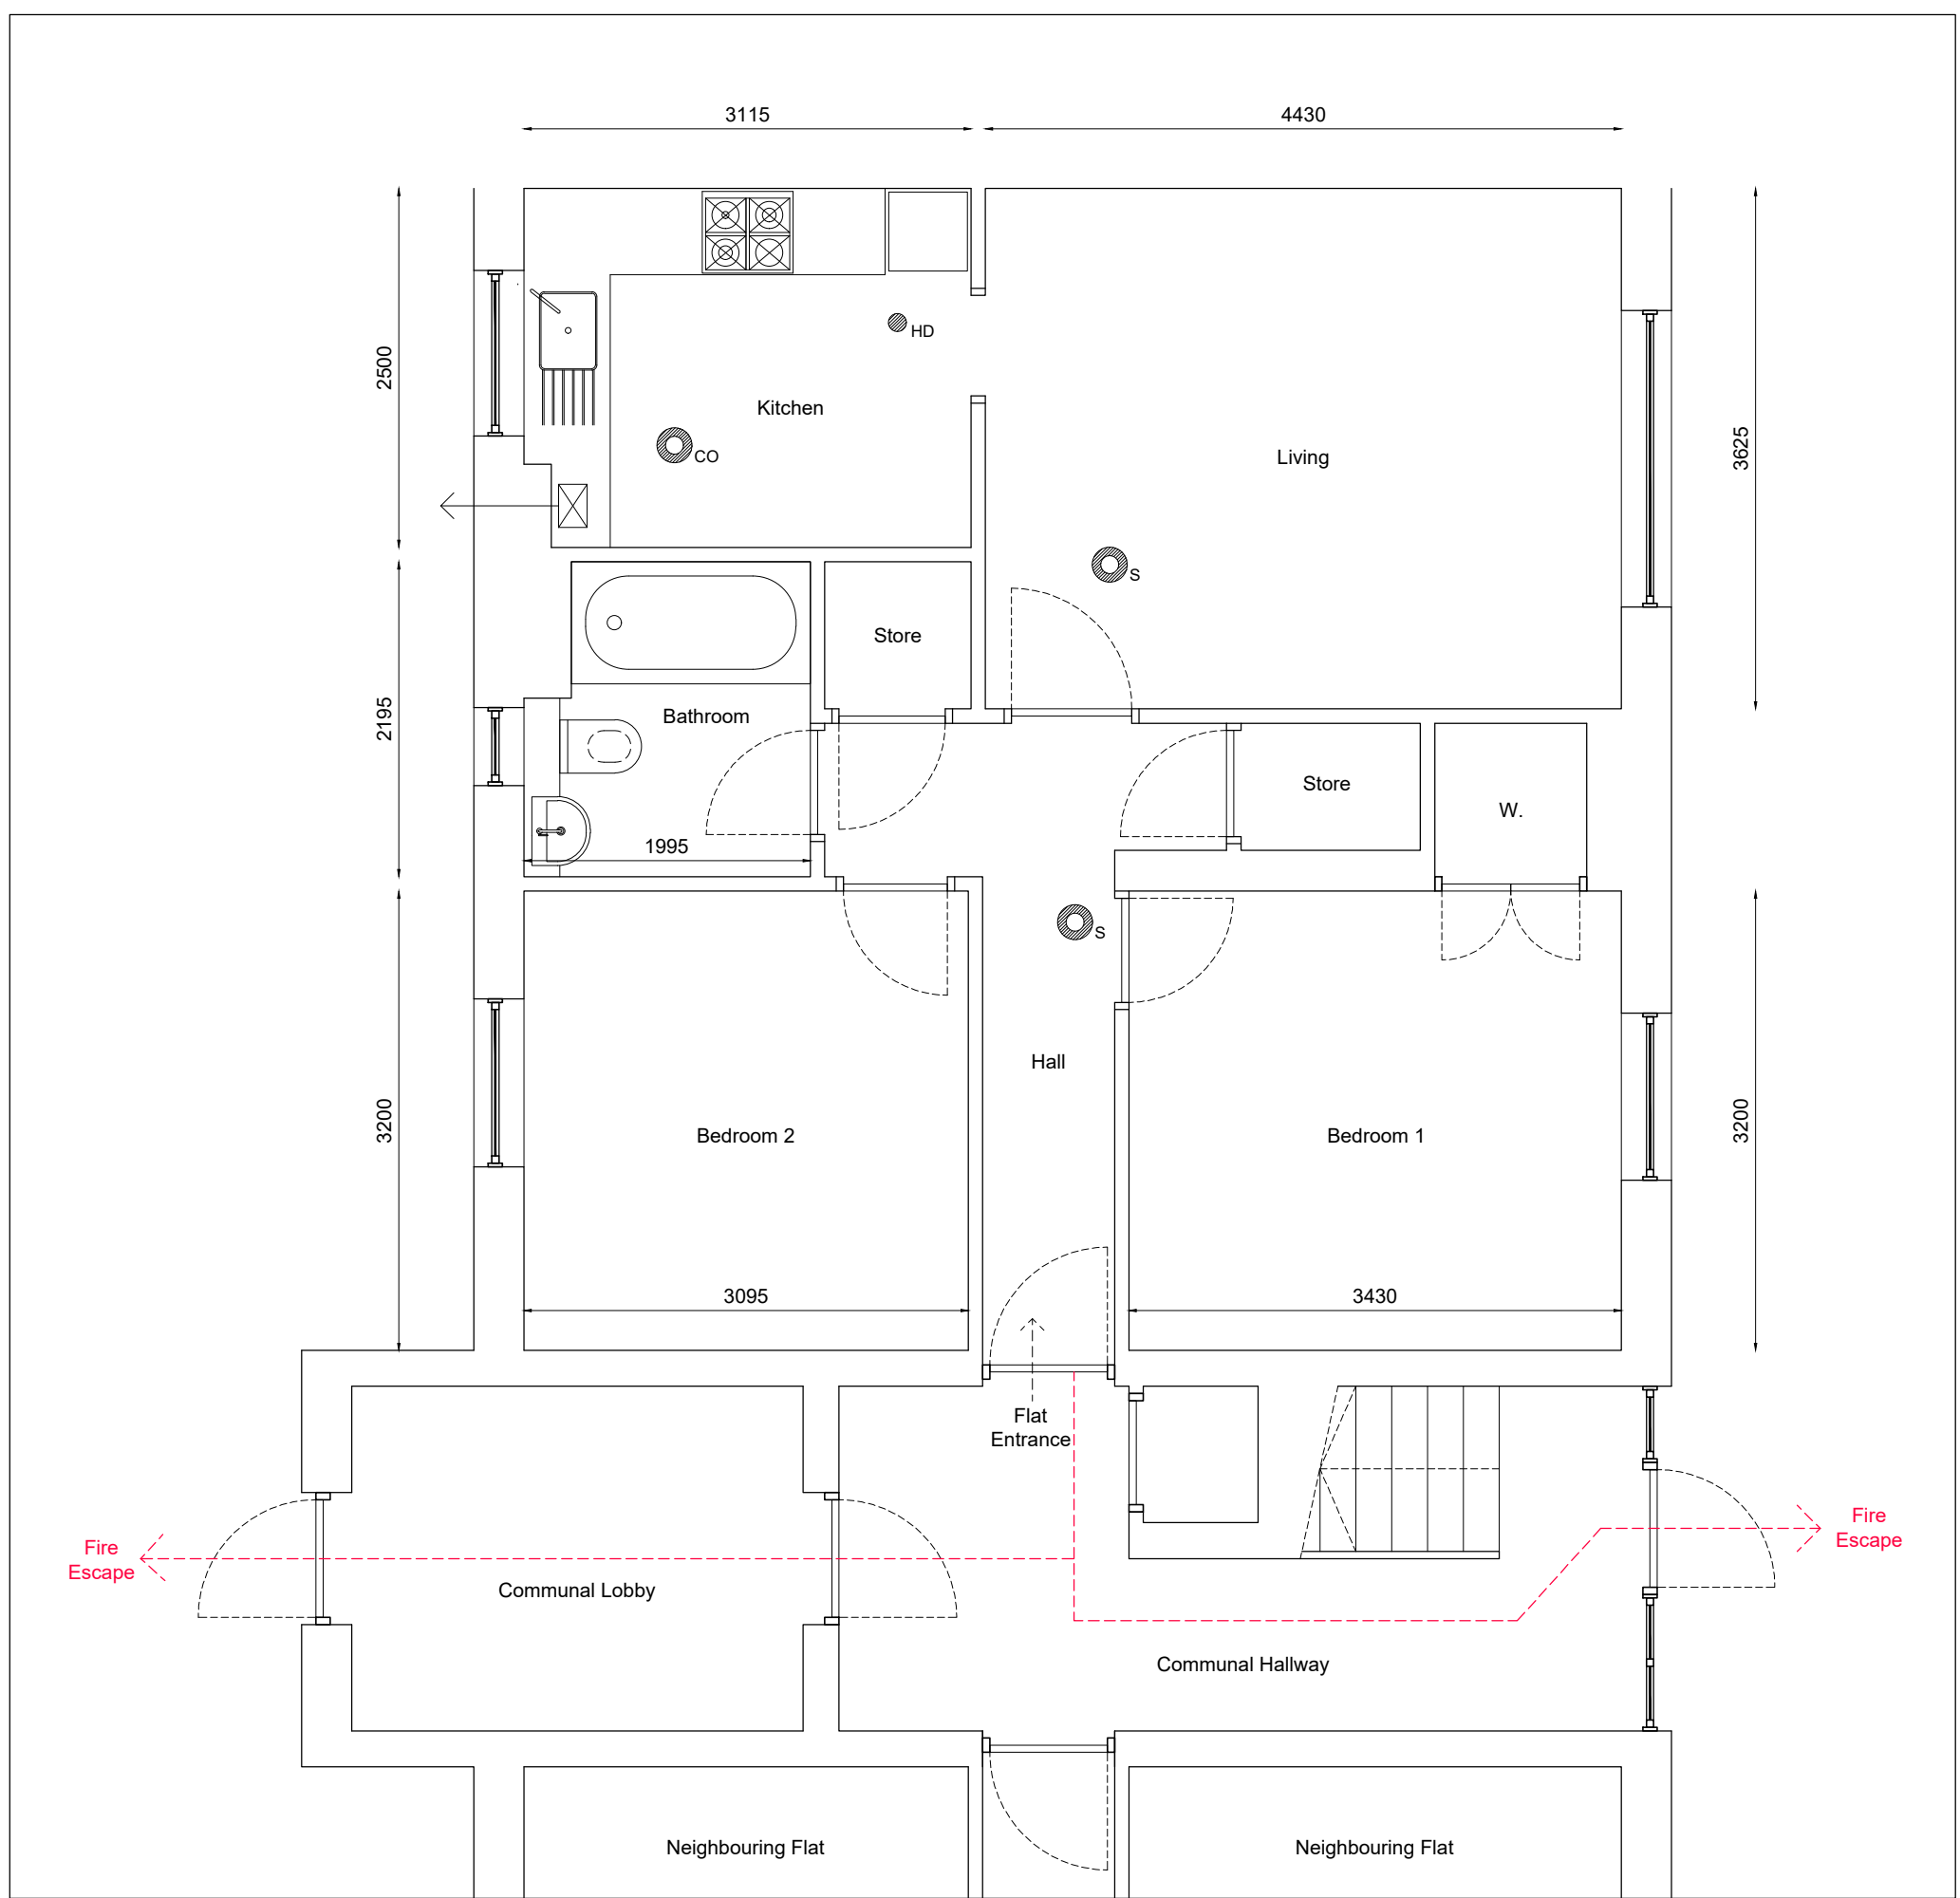 3115
4430
2500
HD
Kitchen
CO
Living
3625
S
Store
2195
Bathroom
Store
W.
1995
S
Hall
3200
Bedroom 2
Bedroom 1
3200
3095
3430
Flat
Entrance
Fire
Escape
Fire
Escape
Communal Lobby
Communal Hallway
Neighbouring Flat
Neighbouring Flat